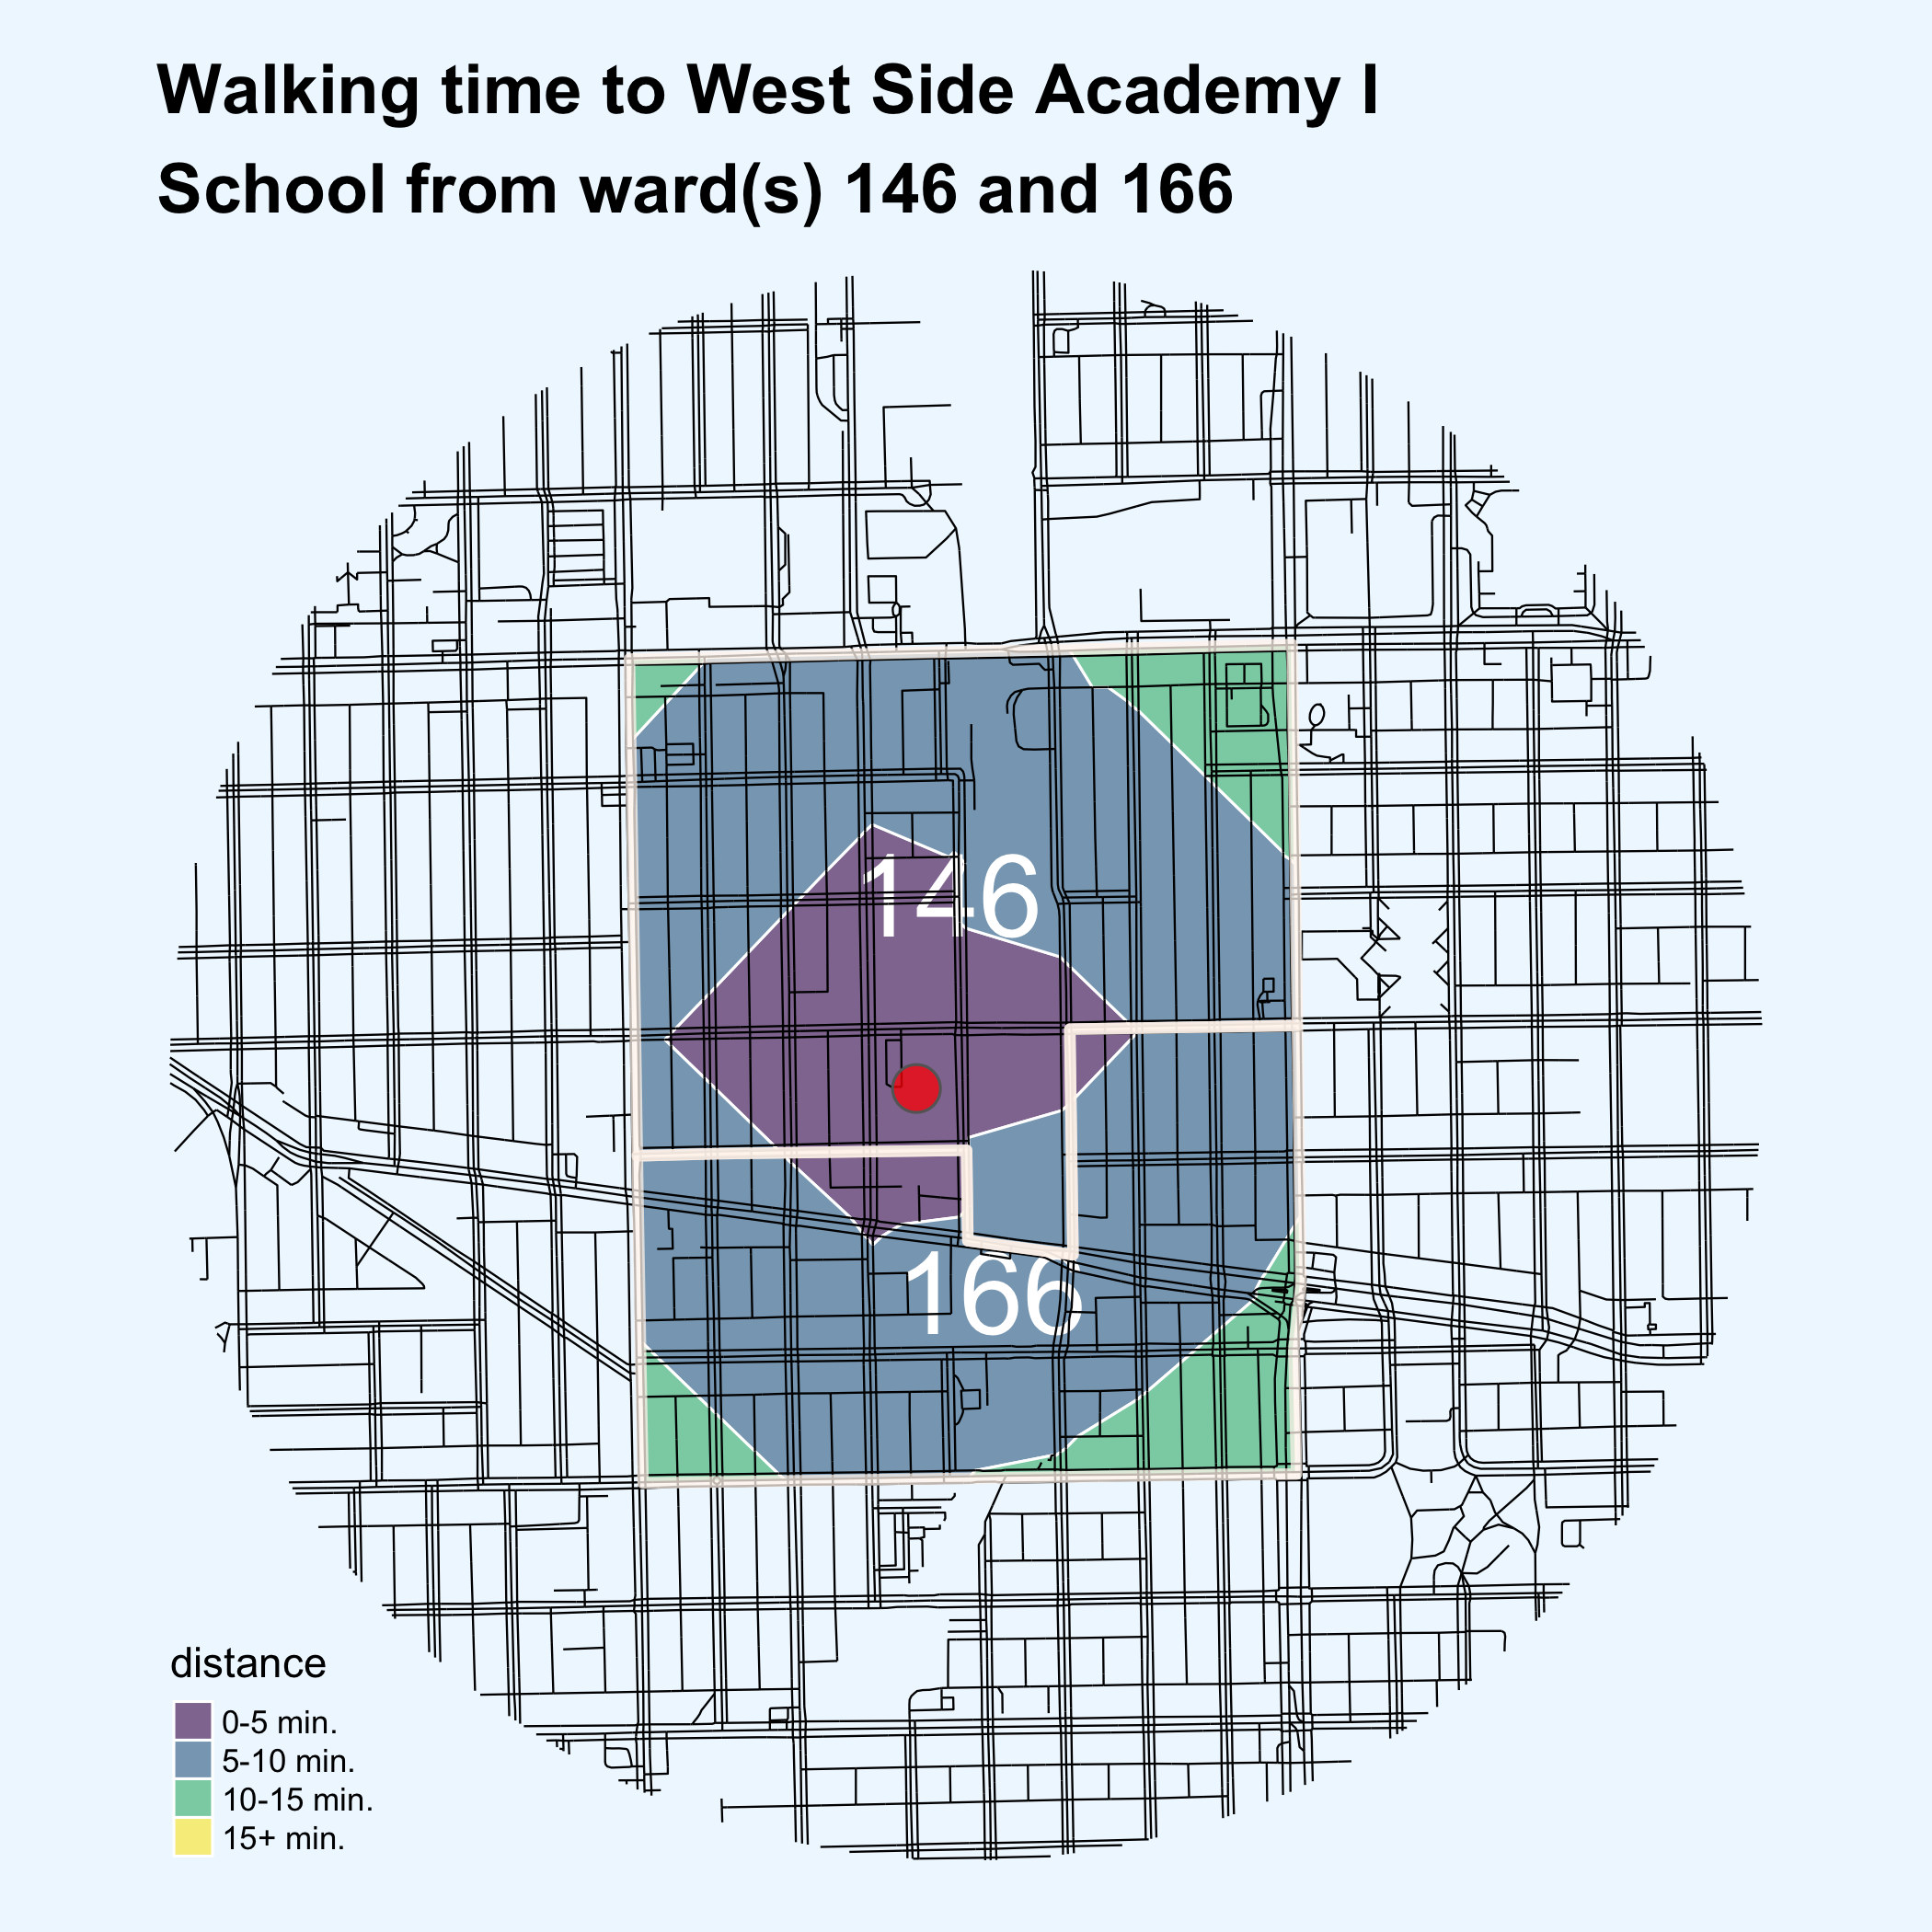 Walking time to West Side Academy I
School from ward(s) 146 and 166
146
166
distance
0-5 min.
5-10 min.
10-15 min.
15+ min.